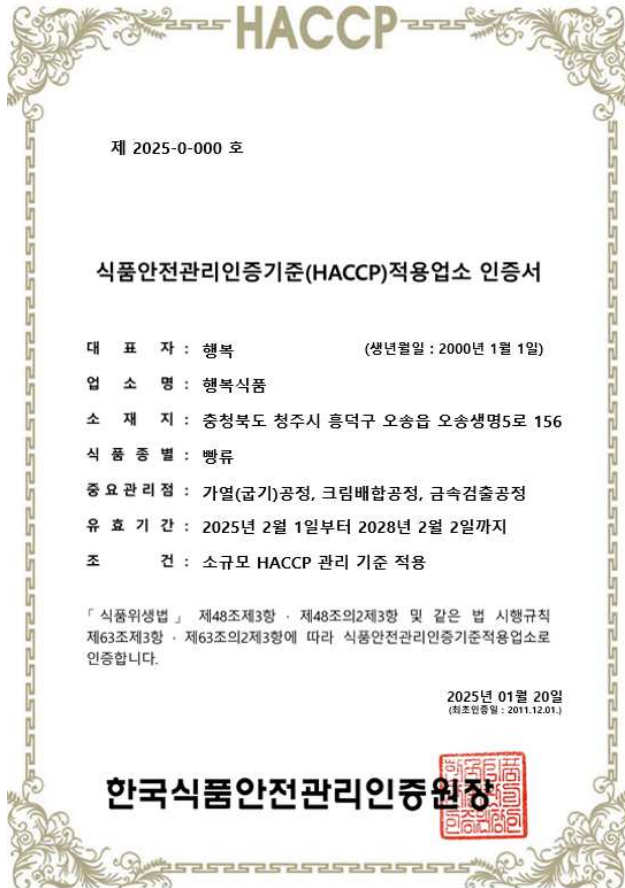 HACCP
제 2025-0-000 호
식품안전관리인증기준(HACCP)적용업소 인증서
대 표 자 : 행복 (생년월일 : 2000년 1월 1일)
업 소 명 : 행복식품
소 재 지 : 충청북도 청주시 흥덕구 오송읍 오송생명5로 156
식 품 종 별 : 빵류
중요관리점 : 가열(굽기)공정, 크림배합공정, 금속검출공정
유 효 기 간 : 2025년 2월 1일부터 2028년 2월 2일까지
조 건 : 소규모 HACCP 관리 기준 적용
「식품위생법」 제48조제3항 · 제48조의2제3항 및 같은 법 시행규칙
제63조제3항 · 제63조의2제3항에 따라 식품안전관리인증기준적용업소로
인증합니다.
2025년 01월 20일
(최초인증일 : 2011.12.01.)
한국식품안전관리인증원장